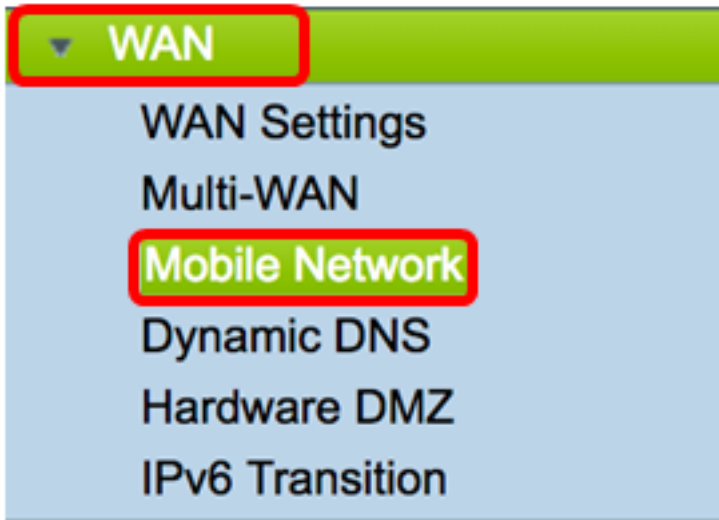 WAN
WAN Settings
Multi-WAN
Mobile Network
Dynamic DNS
Hardware DMZ
IPv6 Transition